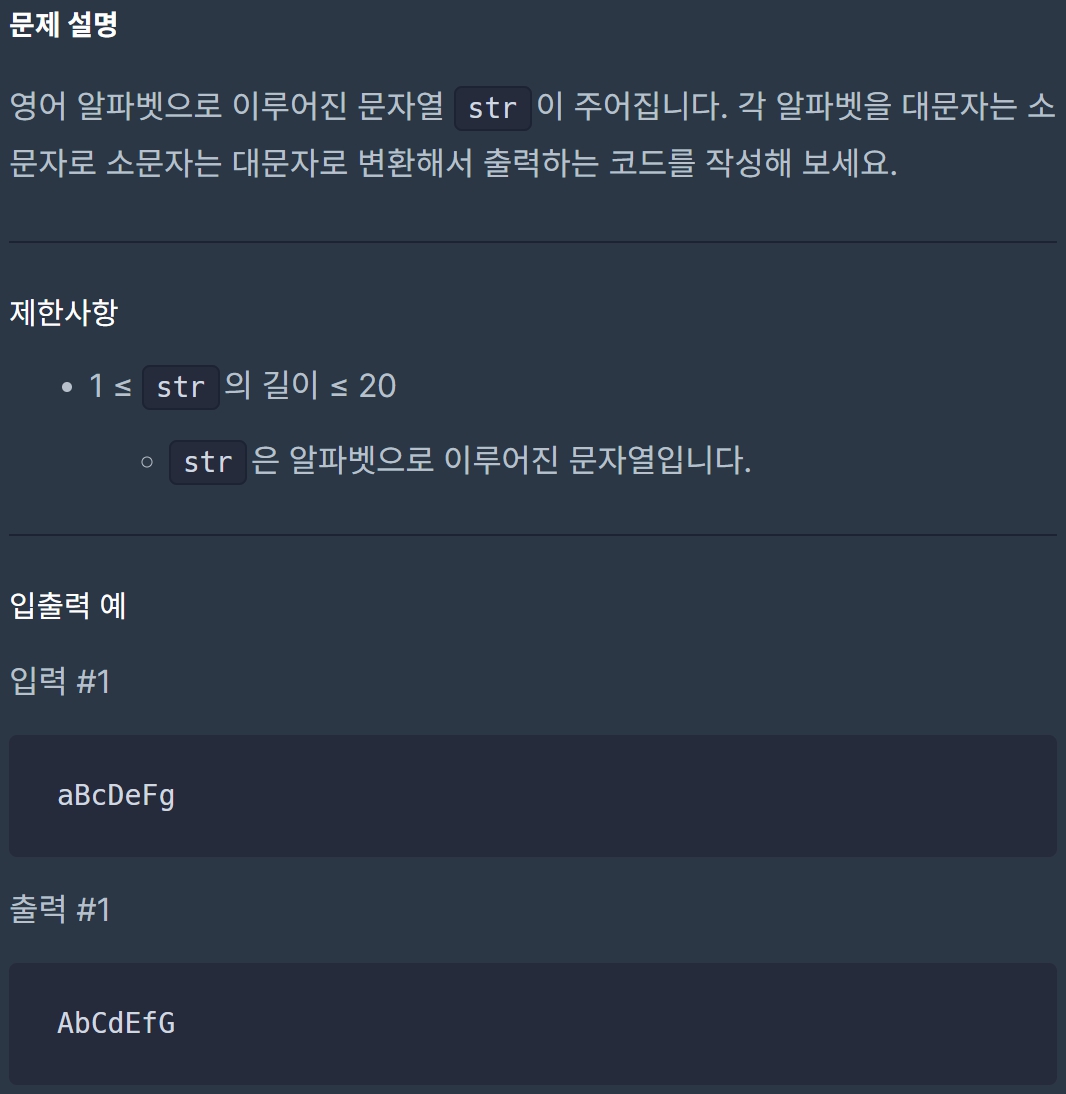 문제 설명
영어 알파벳으로 이루어진 문자열 str 이 주어집니다. 각 알파벳을 대문자는 소
문자로 소문자는 대문자로 변환해서 출력하는 코드를 작성해 보세요.
제한사항
• 1 ≤ str 의 길이 ≤ 20
○ str 은 알파벳으로 이루어진 문자열입니다.
입출력 예
입력 #1
aBcDeFg
출력 #1
AbCdEfG